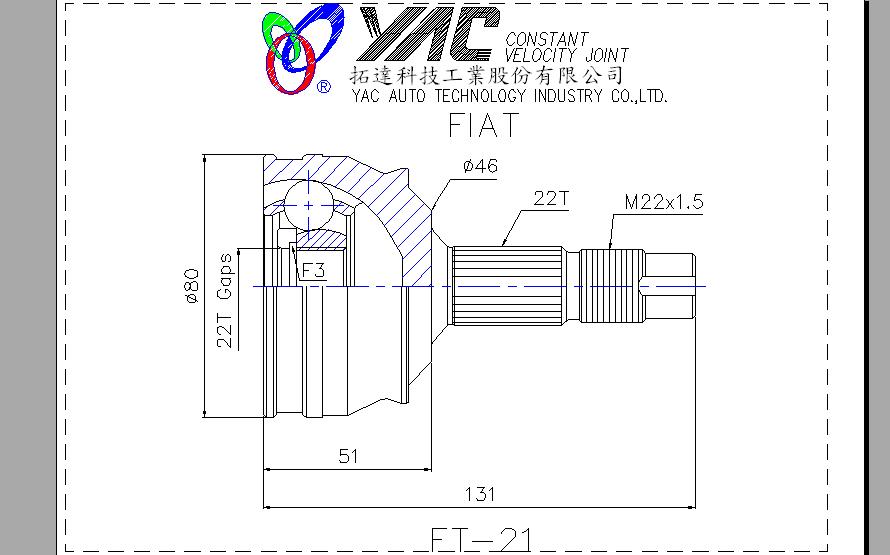 YAC
CONSTANT
VELOCITY JOINT
®
拓達科技工業股份有限公司
YAC AUTO TECHNOLOGY INDUSTRY CO.,LTD.
FIAT
ø46
22T
M22x1.5
F3
ø80
22T Gaps
51
131
FT-21